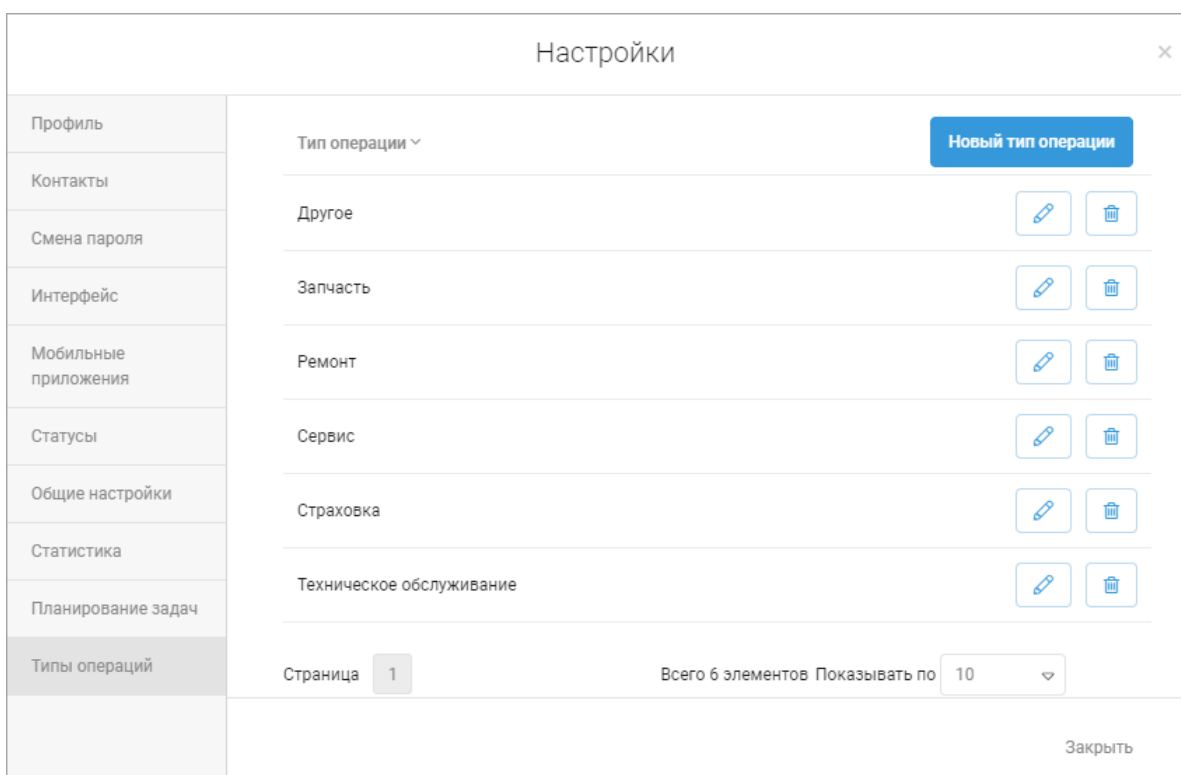 Настройки
Профиль
Контакты
Смена пароля
Интерфейс
Мобильные
приложения
Статусы
Общие настройки
Статистика
Планирование задач
Типы операций
Тип операции
Новый тип операции
Другое
Запчасть
Ремонт
Сервис
Страховка
Техническое обслуживание
Страница 1
Всего 6 элементов Показывать по 10
Закрыть